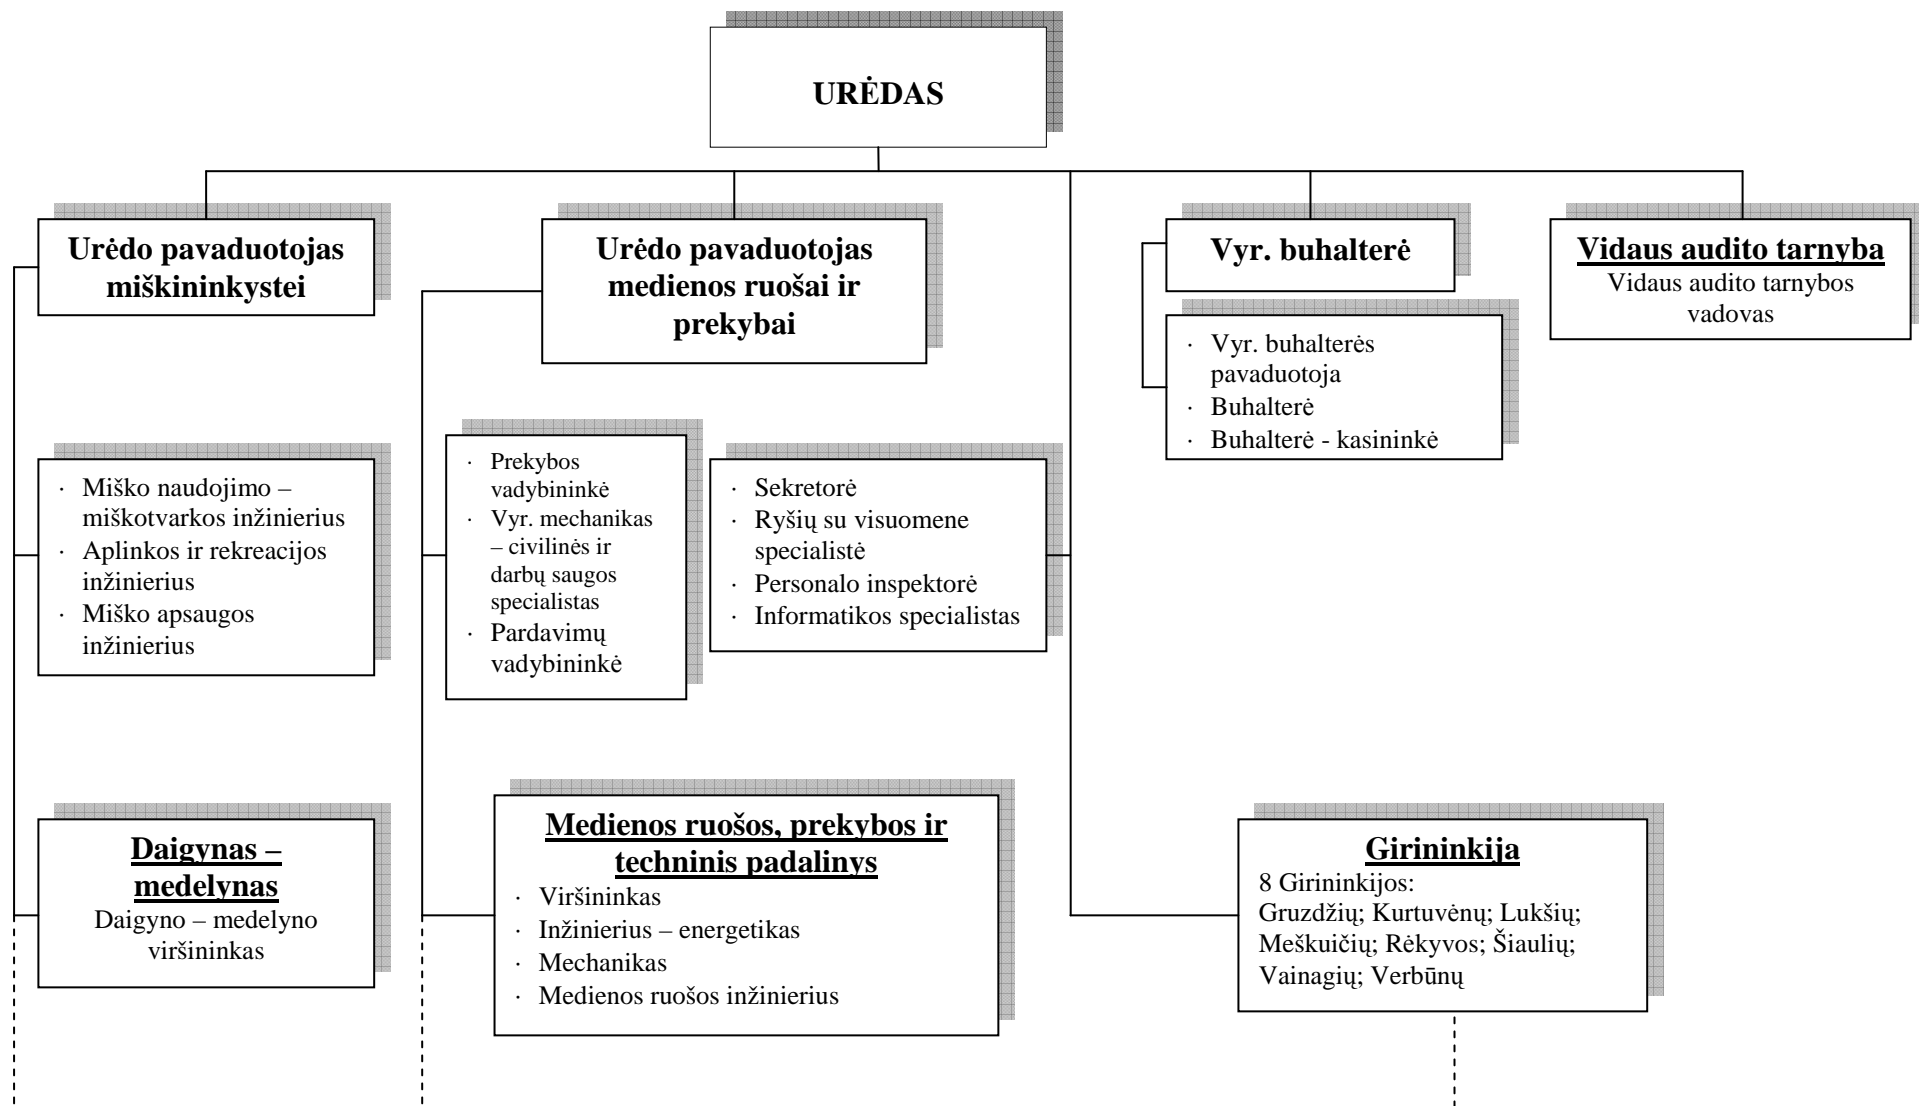 URĖDAS
Urėdo pavaduotojas
miškininkystei
Urėdo pavaduotojas
medienos ruošai ir
prekybai
Vyr. buhalterė
Vidaus audito tarnyba
Vidaus audito tarnybos
vadovas
· Vyr. buhalterės
pavaduotoja
· Buhalterė
· Buhalterė - kasininkė
· Miško naudojimo –
miškotvarkos inžinierius
· Aplinkos ir rekreacijos
inžinierius
· Miško apsaugos
inžinierius
· Prekybos
vadybininkė
· Vyr. mechanikas
– civilinės ir
darbų saugos
specialistas
· Pardavimų
vadybininkė
· Sekretorė
· Ryšių su visuomene
specialistė
· Personalo inspektorė
· Informatikos specialistas
Daigynas –
medelynas
Daigyno – medelyno
viršininkas
Medienos ruošos, prekybos ir
techninis padalinys
· Viršininkas
· Inžinierius – energetikas
· Mechanikas
· Medienos ruošos inžinierius
Girininkija
8 Girininkijos:
Gruzdžių; Kurtuvėnų; Lukšių;
Meškuičių; Rėkyvos; Šiaulių;
Vainagių; Verbūnų